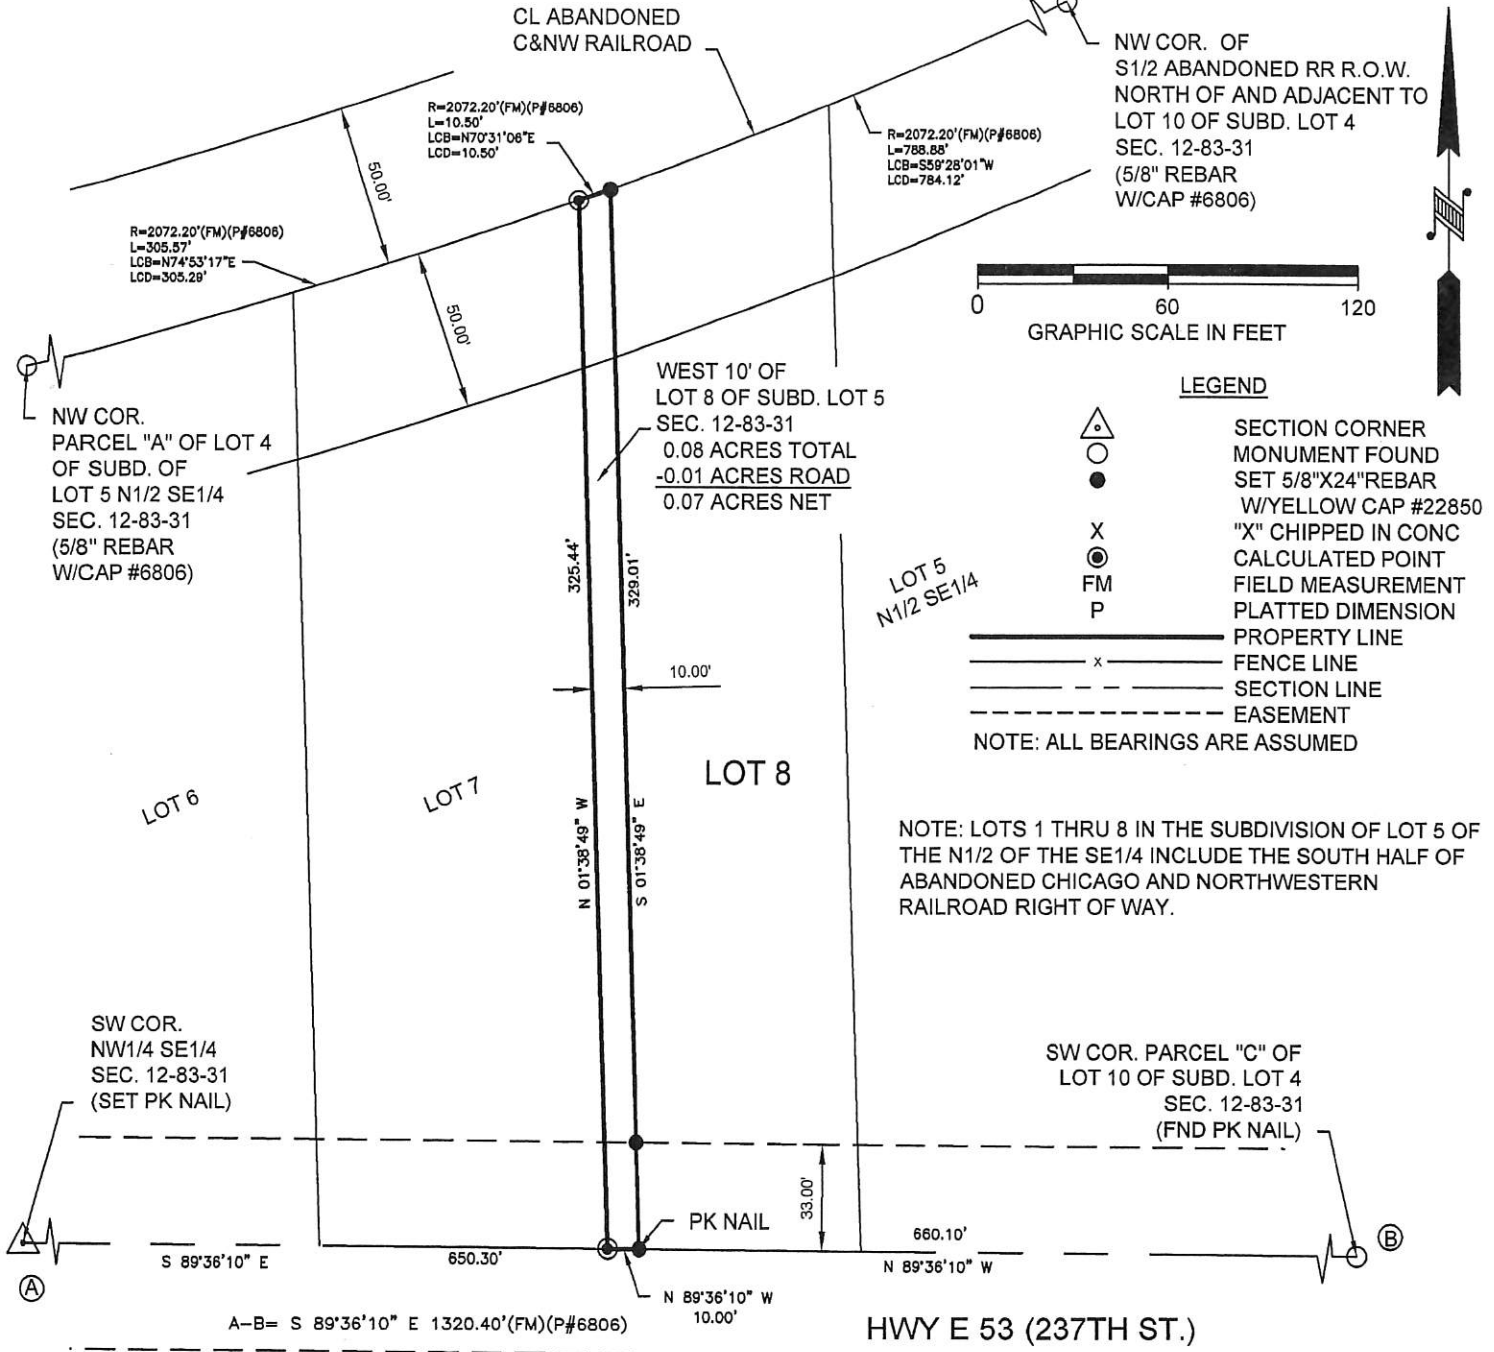 CL ABANDONED
C&NW RAILROAD
NW COR. OF
S1/2 ABANDONED RR R.O.W.
NORTH OF AND ADJACENT TO
LOT 10 OF SUBD. LOT 4
SEC. 12-83-31
(5/8" REBAR
W/CAP #6806)
R=2072.20'(FM)(P#6806)
L=10.50'
LCB=N70°31'06"E
LCD=10.50'
R=2072.20'(FM)(P#6806)
L=788.88'
LCB=S59°28'01"W
LCD=784.12'
50.00'
R=2072.20'(FM)(P#6806)
L=305.57'
LCB=N74°53'17"E
LCD=305.29'
50.00'
0 60 120
GRAPHIC SCALE IN FEET
NW COR.
PARCEL "A" OF LOT 4
OF SUBD. OF
LOT 5 N1/2 SE1/4
SEC. 12-83-31
(5/8" REBAR
W/CAP #6806)
WEST 10' OF
LOT 8 OF SUBD. LOT 5
SEC. 12-83-31
0.08 ACRES TOTAL
-0.01 ACRES ROAD
0.07 ACRES NET
LEGEND
SECTION CORNER
MONUMENT FOUND
SET 5/8"X24"REBAR
W/YELLOW CAP #22850
X "X" CHIPPED IN CONC
CALCULATED POINT
FM FIELD MEASUREMENT
P PLATTED DIMENSION
PROPERTY LINE
x FENCE LINE
SECTION LINE
EASEMENT
NOTE: ALL BEARINGS ARE ASSUMED
325.44'
329.01'
LOT 5
N1/2 SE1/4
10.00'
LOT 6
LOT 7
LOT 8
N 01°38'49" W
S 01°38'49" E
NOTE: LOTS 1 THRU 8 IN THE SUBDIVISION OF LOT 5 OF
THE N1/2 OF THE SE1/4 INCLUDE THE SOUTH HALF OF
ABANDONED CHICAGO AND NORTHWESTERN
RAILROAD RIGHT OF WAY.
SW COR.
NW1/4 SE1/4
SEC. 12-83-31
(SET PK NAIL)
SW COR. PARCEL "C" OF
LOT 10 OF SUBD. LOT 4
SEC. 12-83-31
(FND PK NAIL)
33.00'
PK NAIL
S 89°36'10" E
650.30'
660.10'
N 89°36'10" W
A
B
N 89°36'10" W
10.00'
A-B= S 89°36'10" E 1320.40'(FM)(P#6806)
HWY E 53 (237TH ST.)